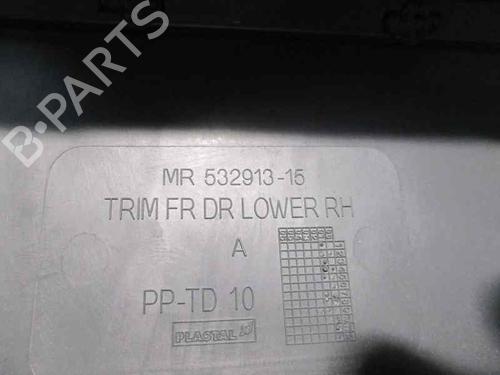 B-PARTS
MR 532913-15
TRIM FR DR LOWER RH
A
PP-TD 10
PLASTAL